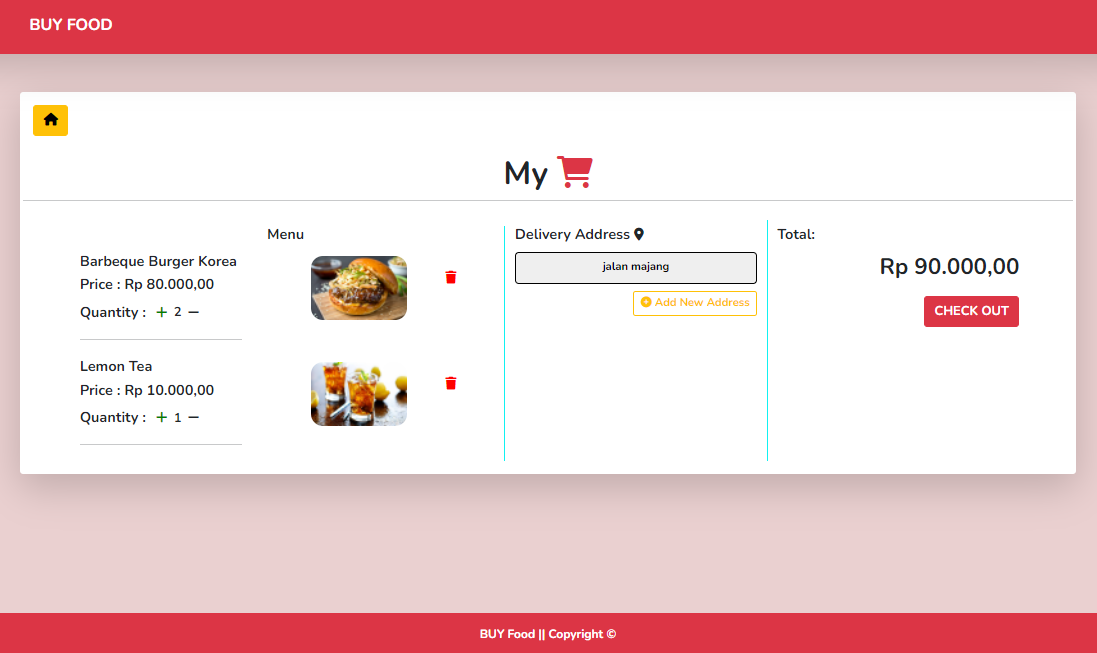 BUY FOOD
My
Menu
Barbeque Burger Korea
Price : Rp 80.000,00
Quantity : + 2 −
Lemon Tea
Price : Rp 10.000,00
Quantity : + 1 −
Delivery Address
jalan majang
Add New Address
Total:
Rp 90.000,00
CHECK OUT
BUY Food || Copyright ©